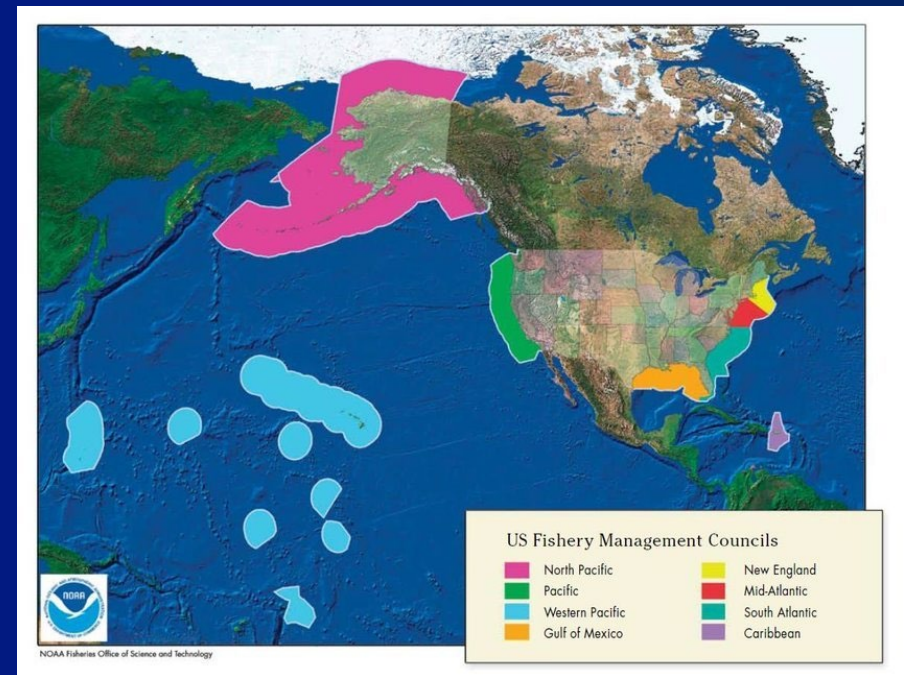 NOAA
NOAA Fisheries Office of Science and Technology
US Fishery Management Councils
North Pacific
Pacific
Western Pacific
Gulf of Mexico
New England
Mid-Atlantic
South Atlantic
Caribbean